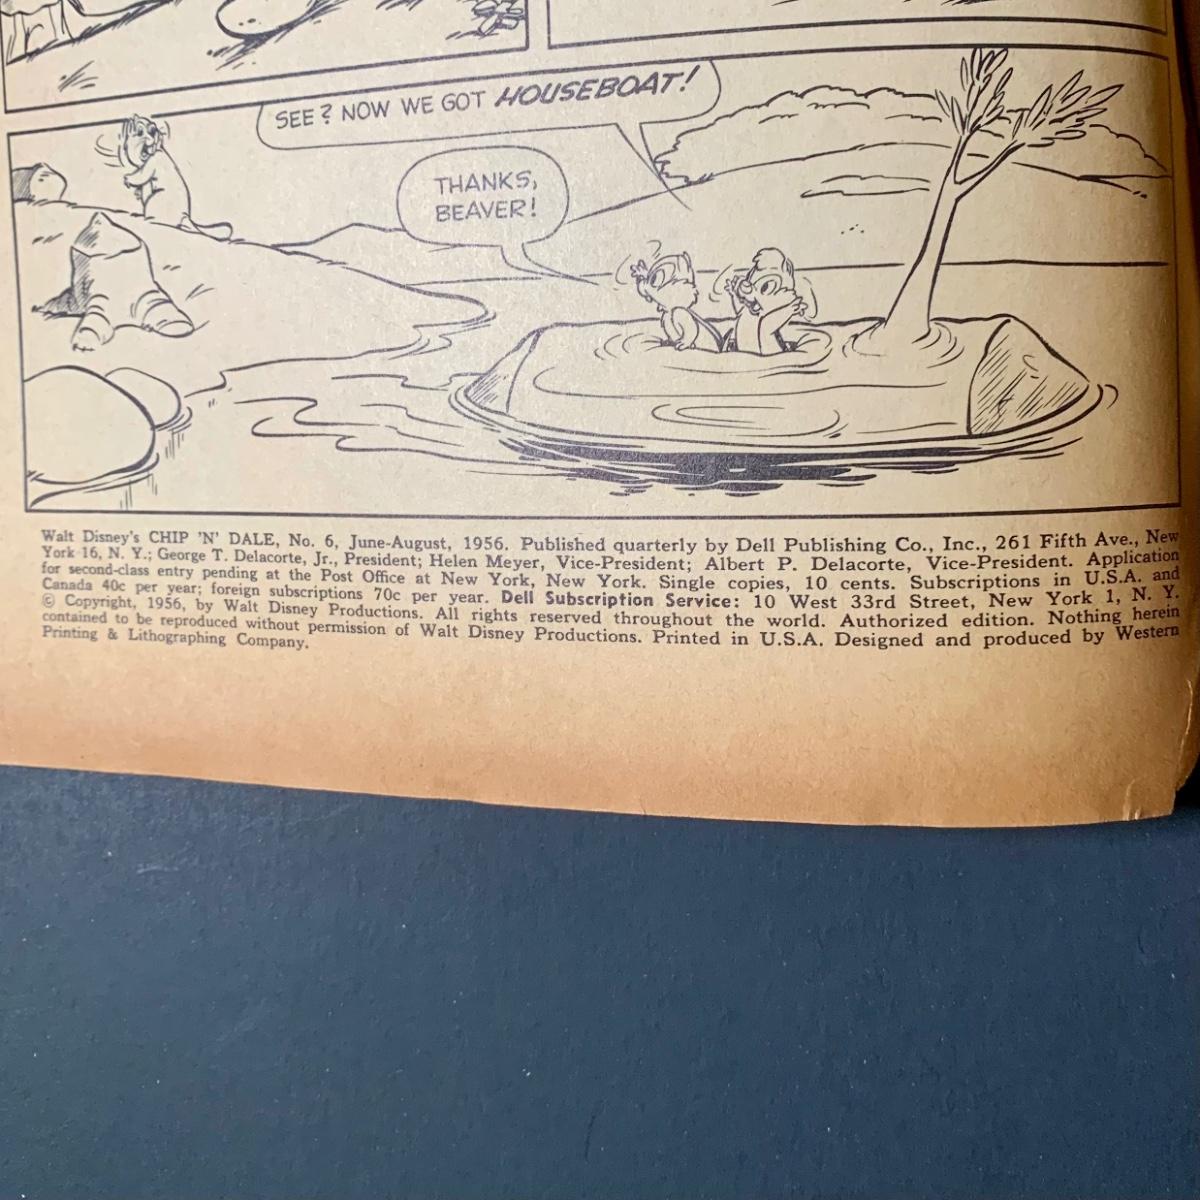 SEE? NOW WE GOT HOUSEBOAT!
THANKS,
BEAVER!
Walt Disney's CHIP 'N' DALE, No. 6, June-August, 1956. Published quarterly by Dell Publishing Co., Inc., 261 Fifth Ave., New
York 16, N. Y.; George T. Delacorte, Jr., President; Helen Meyer, Vice-President; Albert P. Delacorte, Vice-President. Application
for second-class entry pending at the Post Office at New York, New York. Single copies, 10 cents. Subscriptions in U.S.A. and
Canada 40c per year; foreign subscriptions 70c per year. Dell Subscription Service: 10 West 33rd Street, New York 1, N. Y.
© Copyright, 1956, by Walt Disney Productions. All rights reserved throughout the world. Authorized edition. Nothing herein
contained to be reproduced without permission of Walt Disney Productions. Printed in U.S.A. Designed and produced by Western
Printing & Lithographing Company.